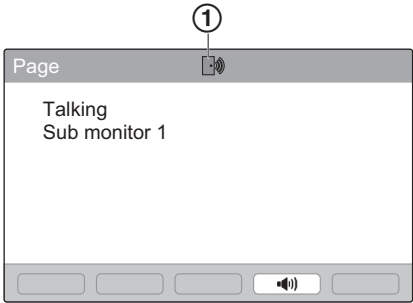 ①
Page
Talking
Sub monitor 1